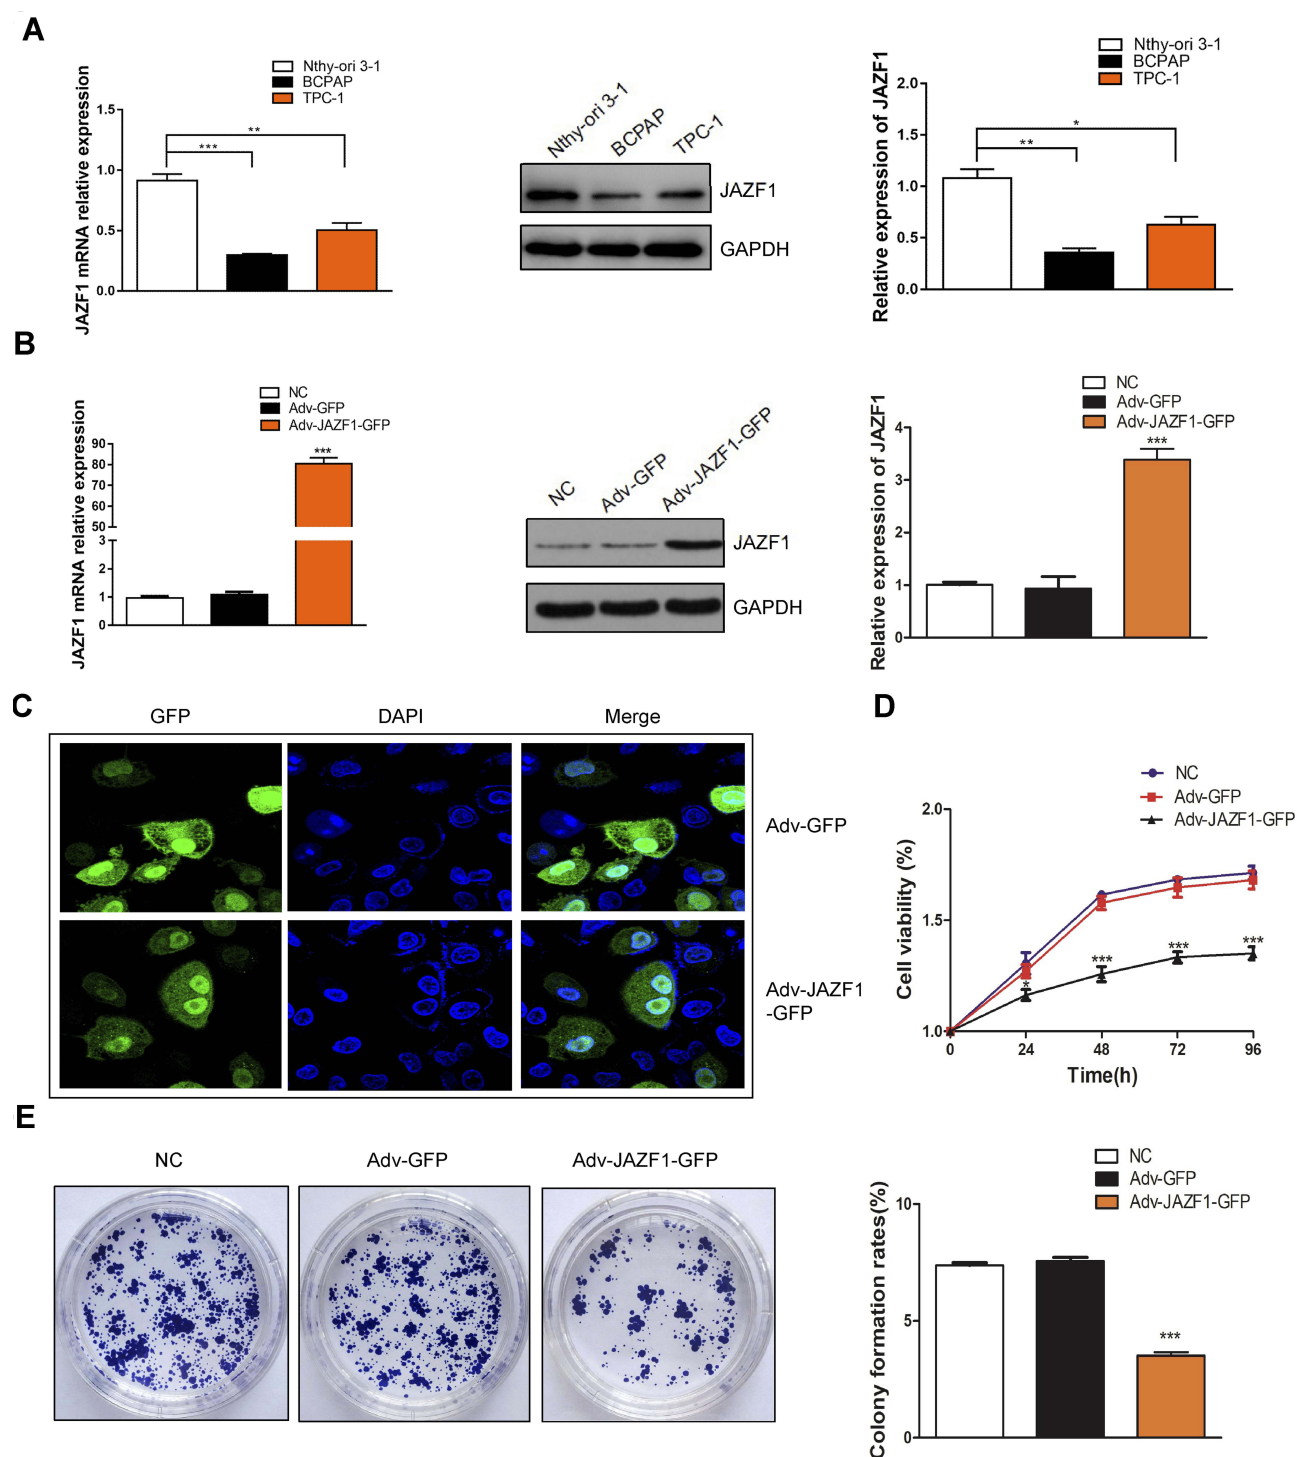 A
Nthy-ori 3-1
BCPAP
TPC-1
JAZF1 mRNA relative expression
1.5
1.0
0.5
0.0
***
**
Nthy-ori 3-1
BCPAP
TPC-1
JAZF1
GAPDH
Nthy-ori 3-1
BCPAP
TPC-1
Relative expression of JAZF1
2.0
1.5
1.0
0.5
0.0
*
**
B
NC
Adv-GFP
Adv-JAZF1-GFP
JAZF1 mRNA relative expression
90
80
70
60
50
3
2
1
0
***
NC
Adv-GFP
Adv-JAZF1-GFP
JAZF1
GAPDH
NC
Adv-GFP
Adv-JAZF1-GFP
Relative expression of JAZF1
4
3
2
1
0
***
C
GFP
DAPI
Merge
Adv-GFP
Adv-JAZF1
-GFP
D
NC
Adv-GFP
Adv-JAZF1-GFP
Cell viability (%)
2.0
1.5
1.0
*
***
***
***
0
24
48
72
96
Time(h)
E
NC
Adv-GFP
Adv-JAZF1-GFP
NC
Adv-GFP
Adv-JAZF1-GFP
Colony formation rates(%)
10
5
0
***